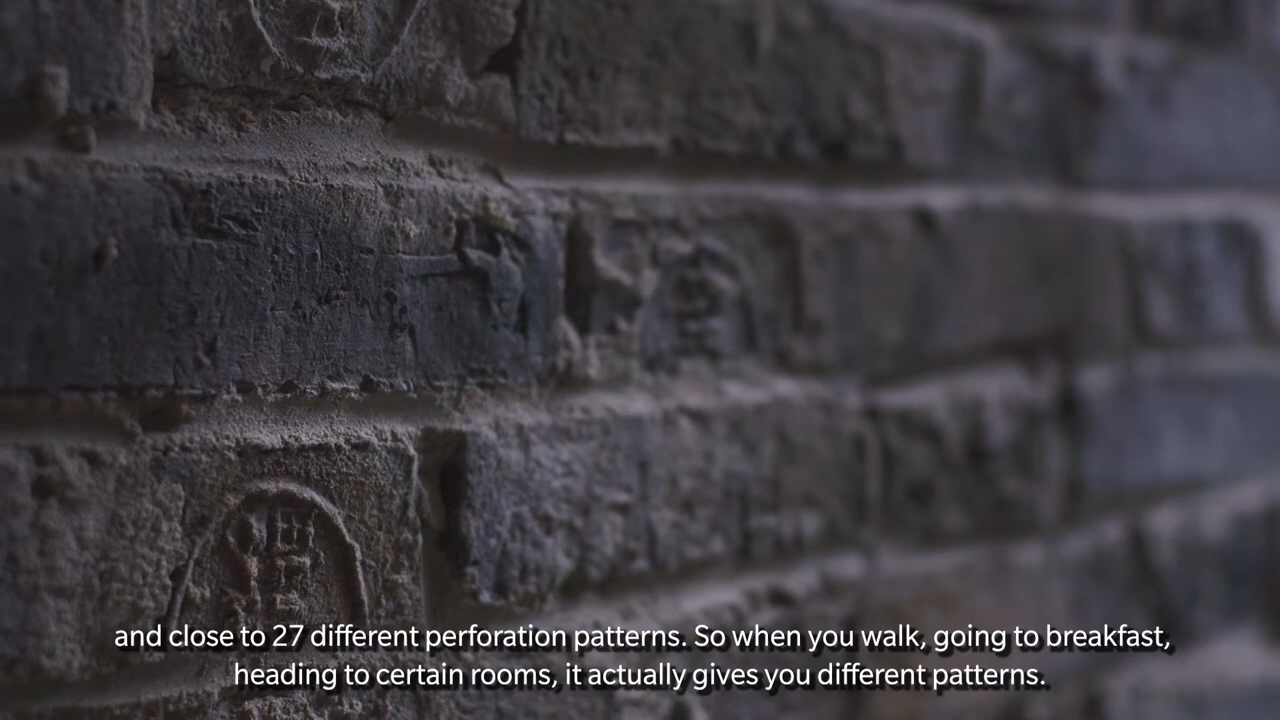 and close to 27 different perforation patterns. So when you walk, going to breakfast,
heading to certain rooms, it actually gives you different patterns.